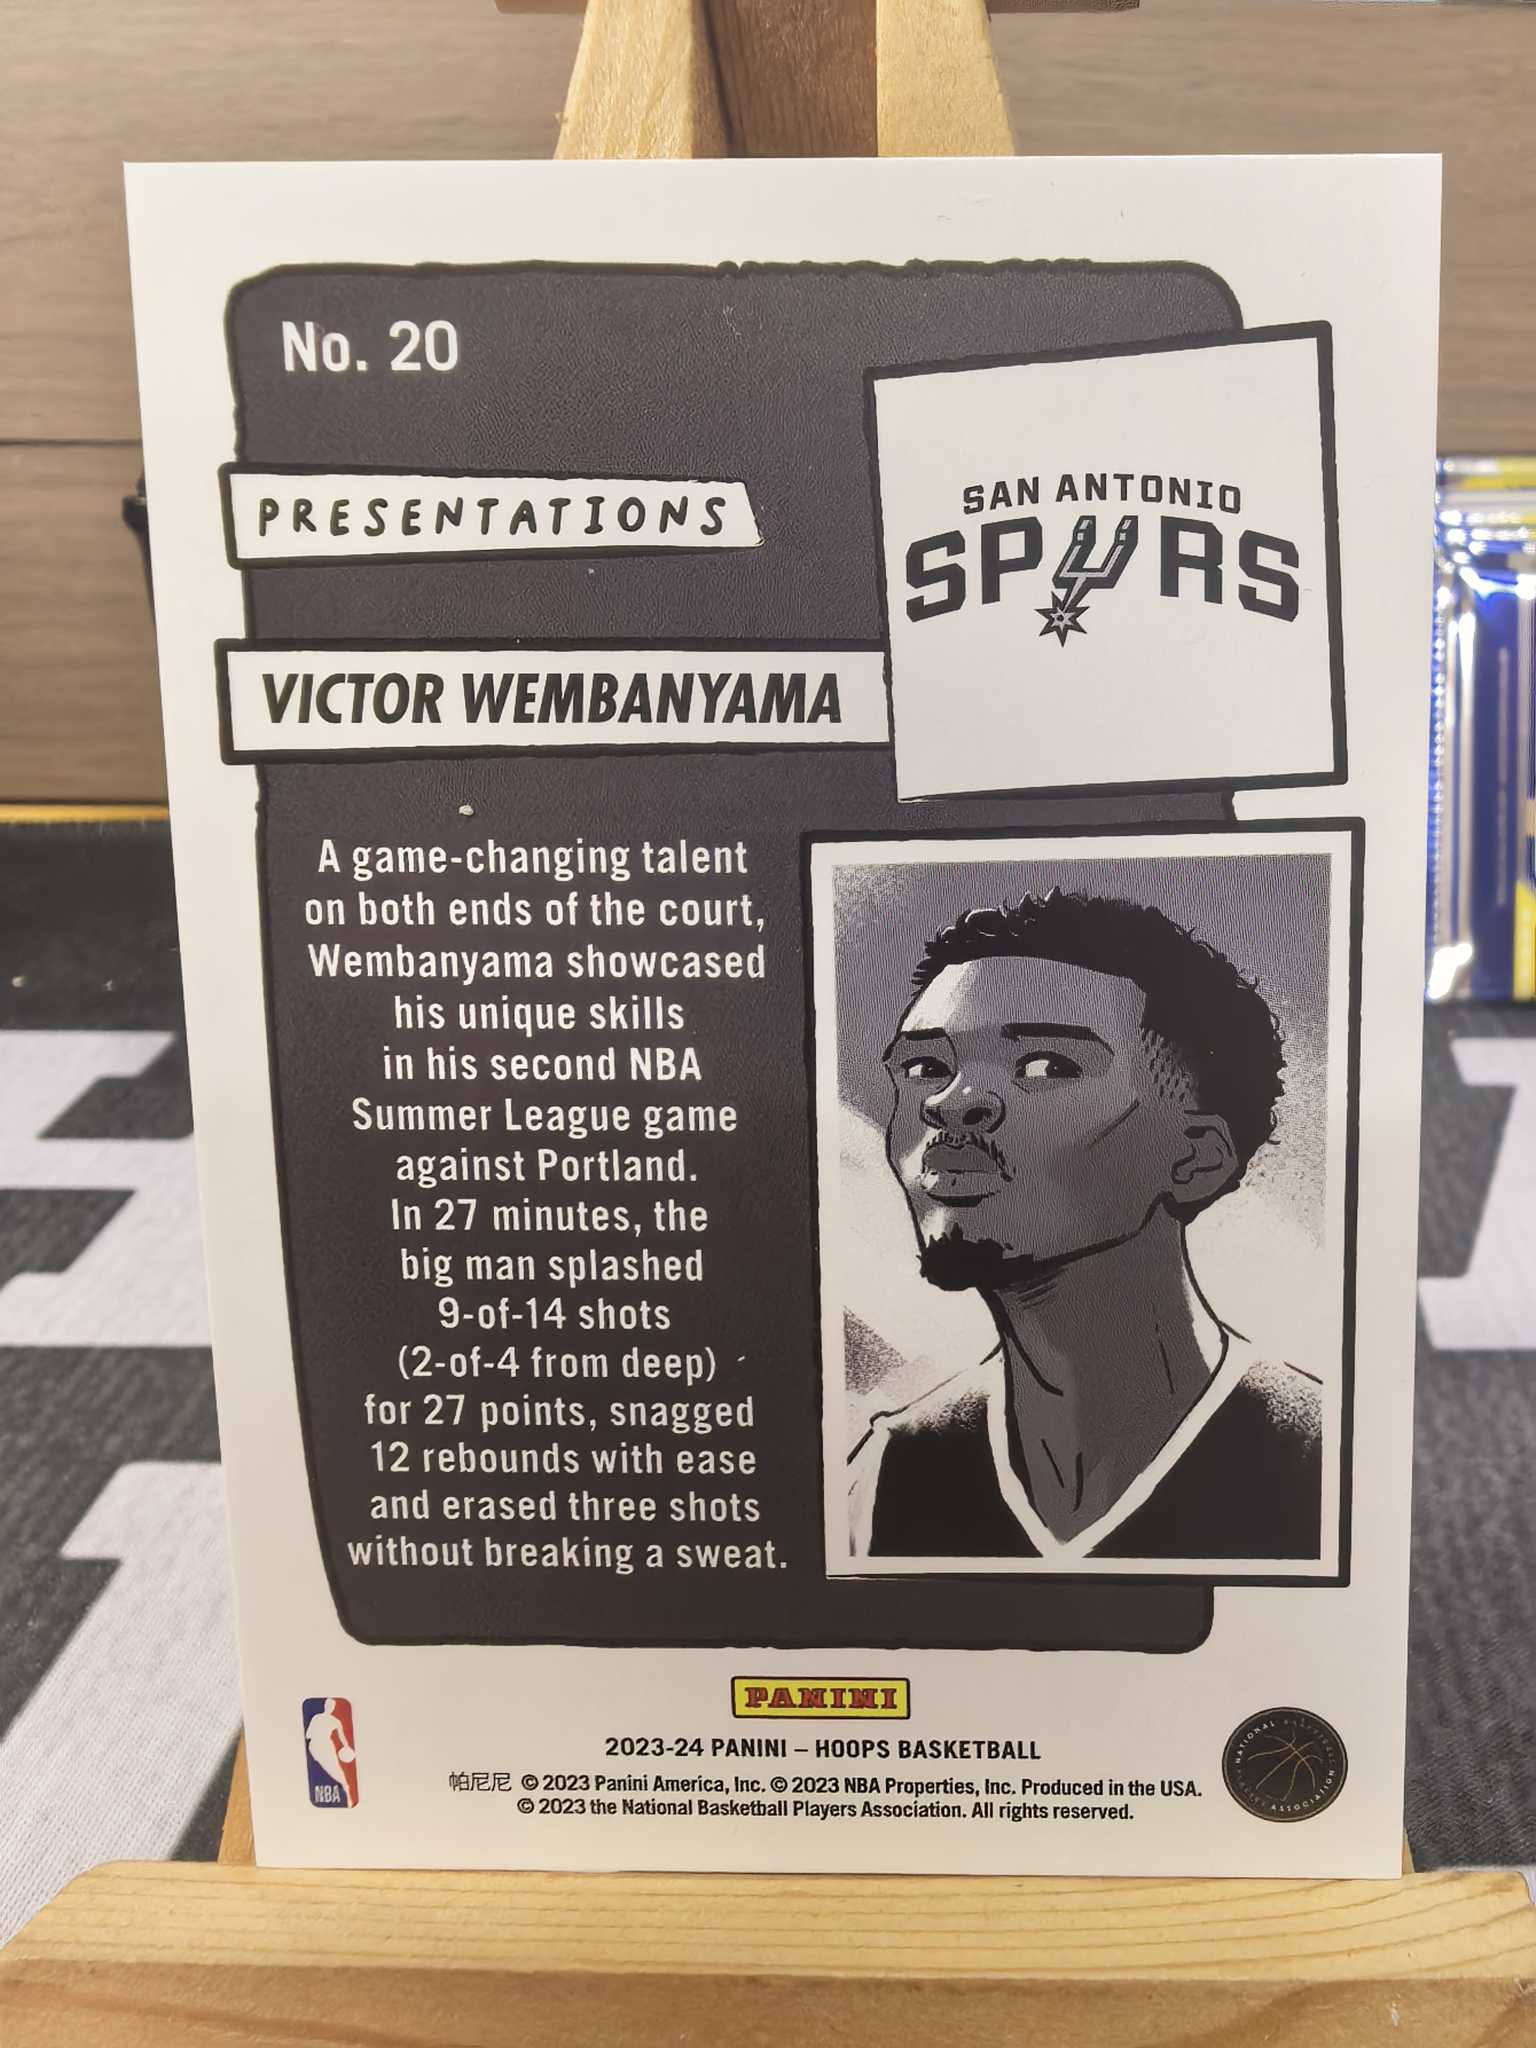 No. 20
PRESENTATIONS
SAN ANTONIO
SPURS
VICTOR WEMBANYAMA
A game-changing talent
on both ends of the court,
Wembanyama showcased
his unique skills
in his second NBA
Summer League game
against Portland.
In 27 minutes, the
big man splashed
9-of-14 shots
(2-of-4 from deep)
for 27 points, snagged
12 rebounds with ease
and erased three shots
without breaking a sweat.
PANINI
2023-24 PANINI – HOOPS BASKETBALL
帕尼尼 © 2023 Panini America, Inc. © 2023 NBA Properties, Inc. Produced in the USA.
© 2023 the National Basketball Players Association. All rights reserved.
NBA
NATIONAL BASKETBALL
PLAYERS ASSOCIATION